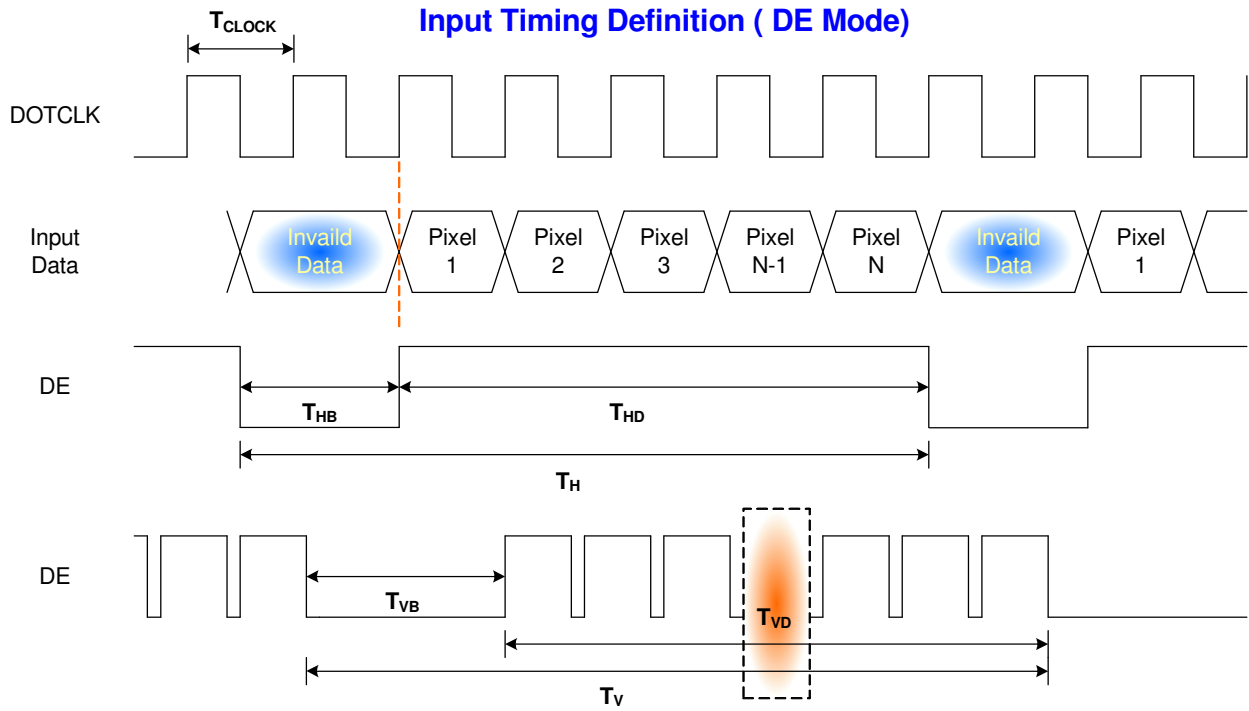 Input Timing Definition ( DE Mode)
TCLOCK
DOTCLK
Input
Data
Invaild
Data
Pixel
1
Pixel
2
Pixel
3
Pixel
N-1
Pixel
N
Invaild
Data
Pixel
1
DE
THB
THD
TH
DE
TVB
TVD
TV